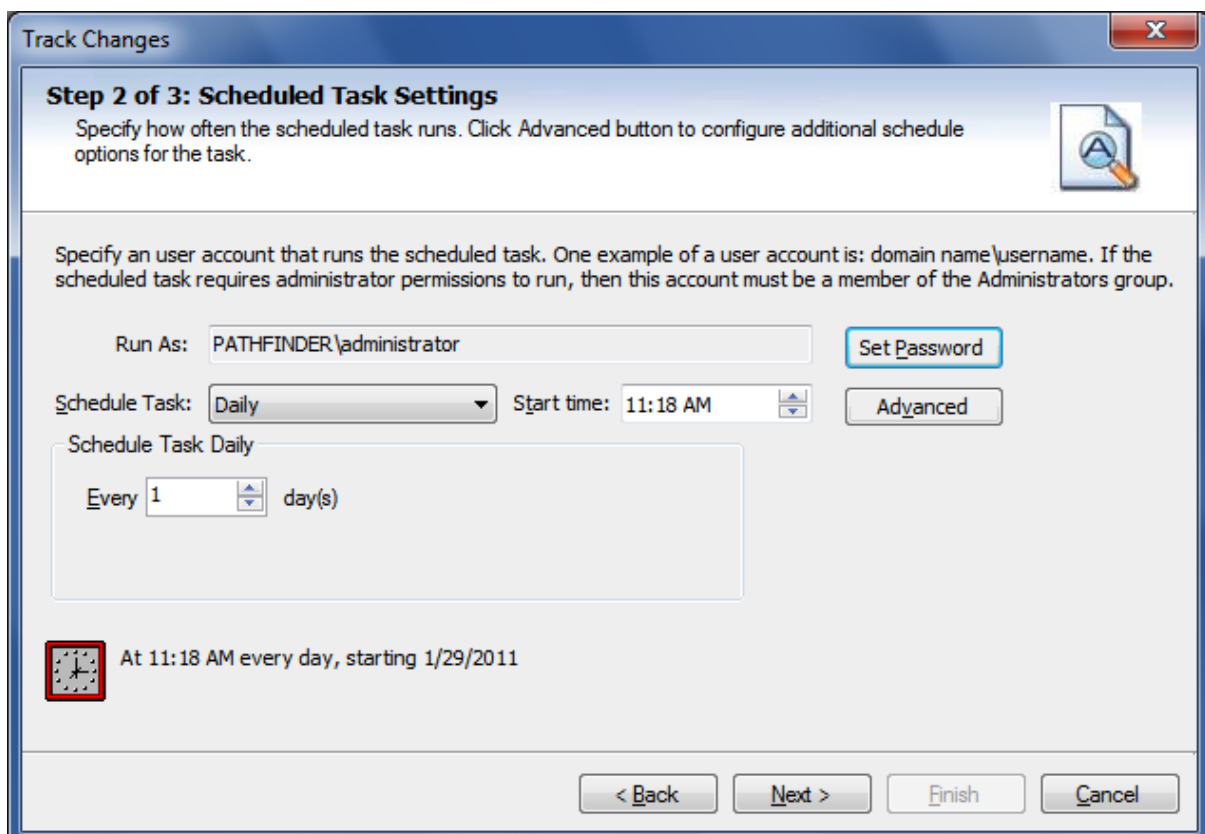 Track Changes
Step 2 of 3: Scheduled Task Settings
Specify how often the scheduled task runs. Click Advanced button to configure additional schedule
options for the task.
Specify an user account that runs the scheduled task. One example of a user account is: domain name\username. If the
scheduled task requires administrator permissions to run, then this account must be a member of the Administrators group.
Run As: PATHFINDER\administrator Set Password
Schedule Task: Daily Start time: 11:18 AM Advanced
Schedule Task Daily
Every 1 day(s)
At 11:18 AM every day, starting 1/29/2011
< Back Next > Finish Cancel